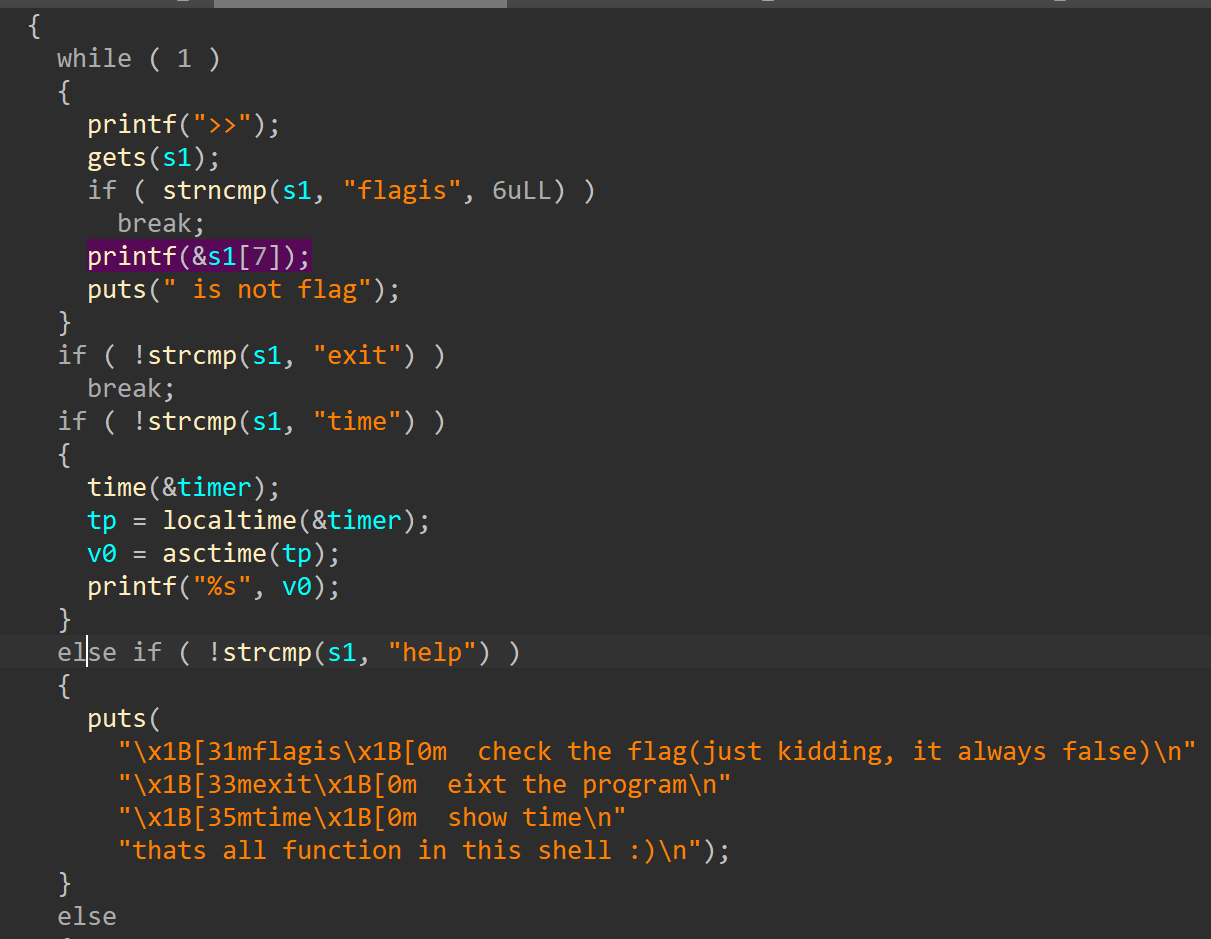 {
while ( 1 )
{
printf(">>");
gets(s1);
if ( strncmp(s1, "flagis", 6uLL) )
break;
printf(&s1[7]);
puts(" is not flag");
}
if ( !strcmp(s1, "exit") )
break;
if ( !strcmp(s1, "time") )
{
time(&timer);
tp = localtime(&timer);
v0 = asctime(tp);
printf("%s", v0);
}
else if ( !strcmp(s1, "help") )
{
puts(
"\x1B[31mflagis\x1B[0m  check the flag(just kidding, it always false)\n"
"\x1B[33mexit\x1B[0m  eixt the program\n"
"\x1B[35mtime\x1B[0m  show time\n"
"thats all function in this shell :)\n");
}
else